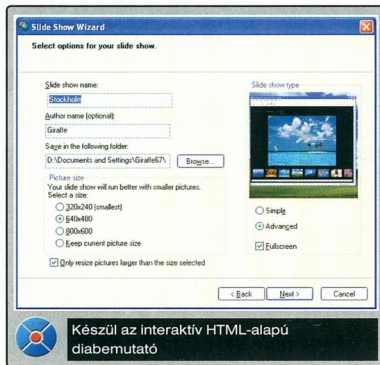 Slide Show Wizard
Select options for your slide show.
Slide show name:
Stockholm
Author name (optional):
Giraffe
Save in the following folder:
D:\Documents and Settings\Giraffe67\
Browse...
Picture size
Your slide show will run better with smaller pictures.
Select a size:
320x240 (smallest)
640x480
800x600
Keep current picture size
Only resize pictures larger than the size selected
Slide show type
Simple
Advanced
Fullscreen
< Back
Next >
Cancel
Készül az interaktív HTML-alapú
diabemutató